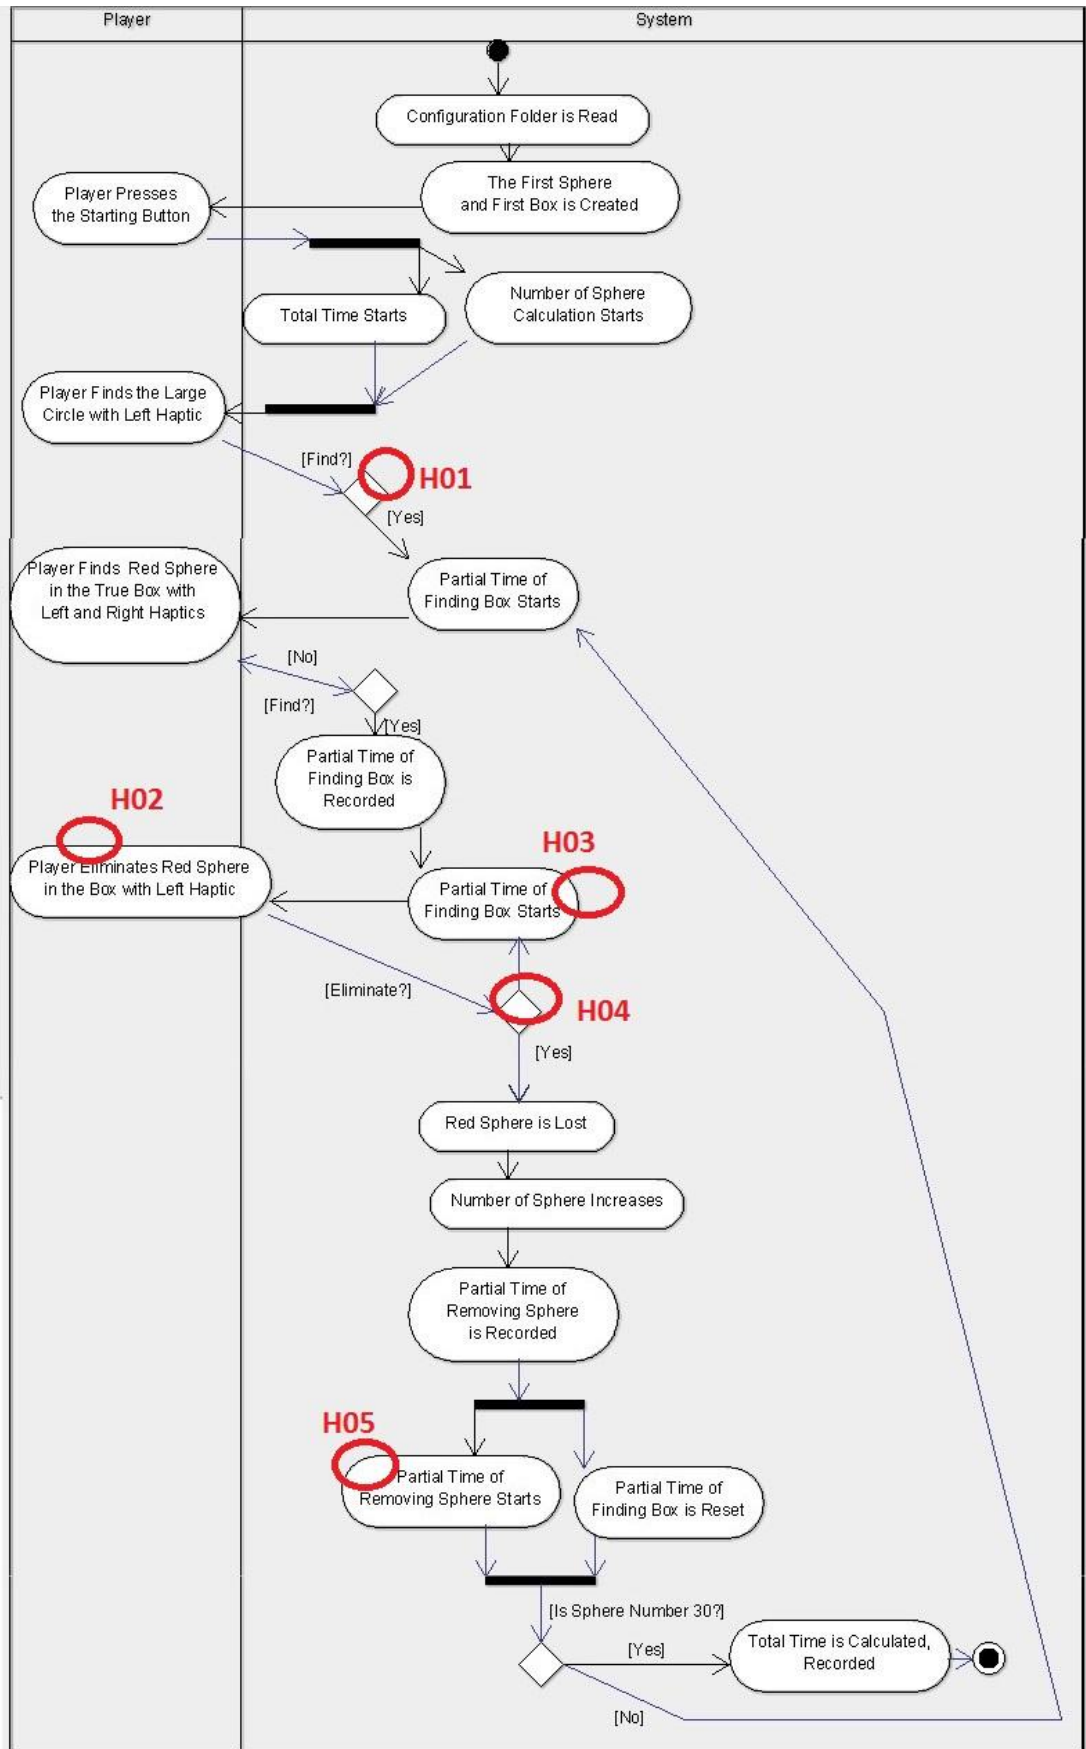 Player
System
Configuration Folder is Read
The First Sphere
and First Box is Created
Player Presses
the Starting Button
Total Time Starts
Number of Sphere
Calculation Starts
Player Finds the Large
Circle with Left Haptic
[Find?]
H01
[Yes]
Player Finds Red Sphere
in the True Box with
Left and Right Haptics
Partial Time of
Finding Box Starts
[No]
[Find?]
[Yes]
Partial Time of
Finding Box is
Recorded
H02
Player Eliminates Red Sphere
in the Box with Left Haptic
H03
Partial Time of
Finding Box Starts
[Eliminate?]
H04
[Yes]
Red Sphere is Lost
Number of Sphere Increases
Partial Time of
Removing Sphere
is Recorded
H05
Partial Time of
Removing Sphere Starts
Partial Time of
Finding Box is Reset
[Is Sphere Number 30?]
[Yes]
Total Time is Calculated,
Recorded
[No]